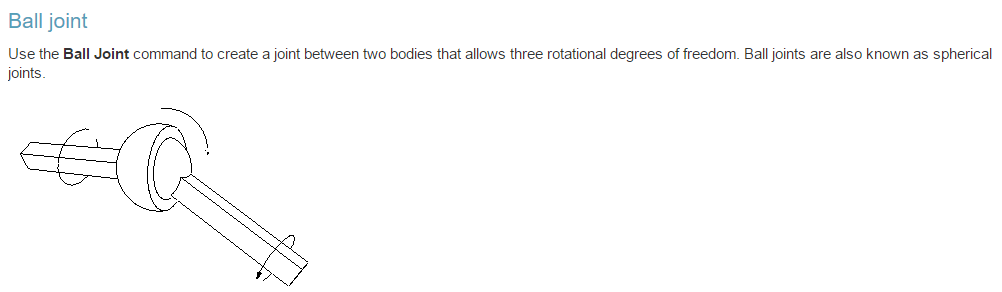 Ball joint
Use the Ball Joint command to create a joint between two bodies that allows three rotational degrees of freedom. Ball joints are also known as spherical
joints.